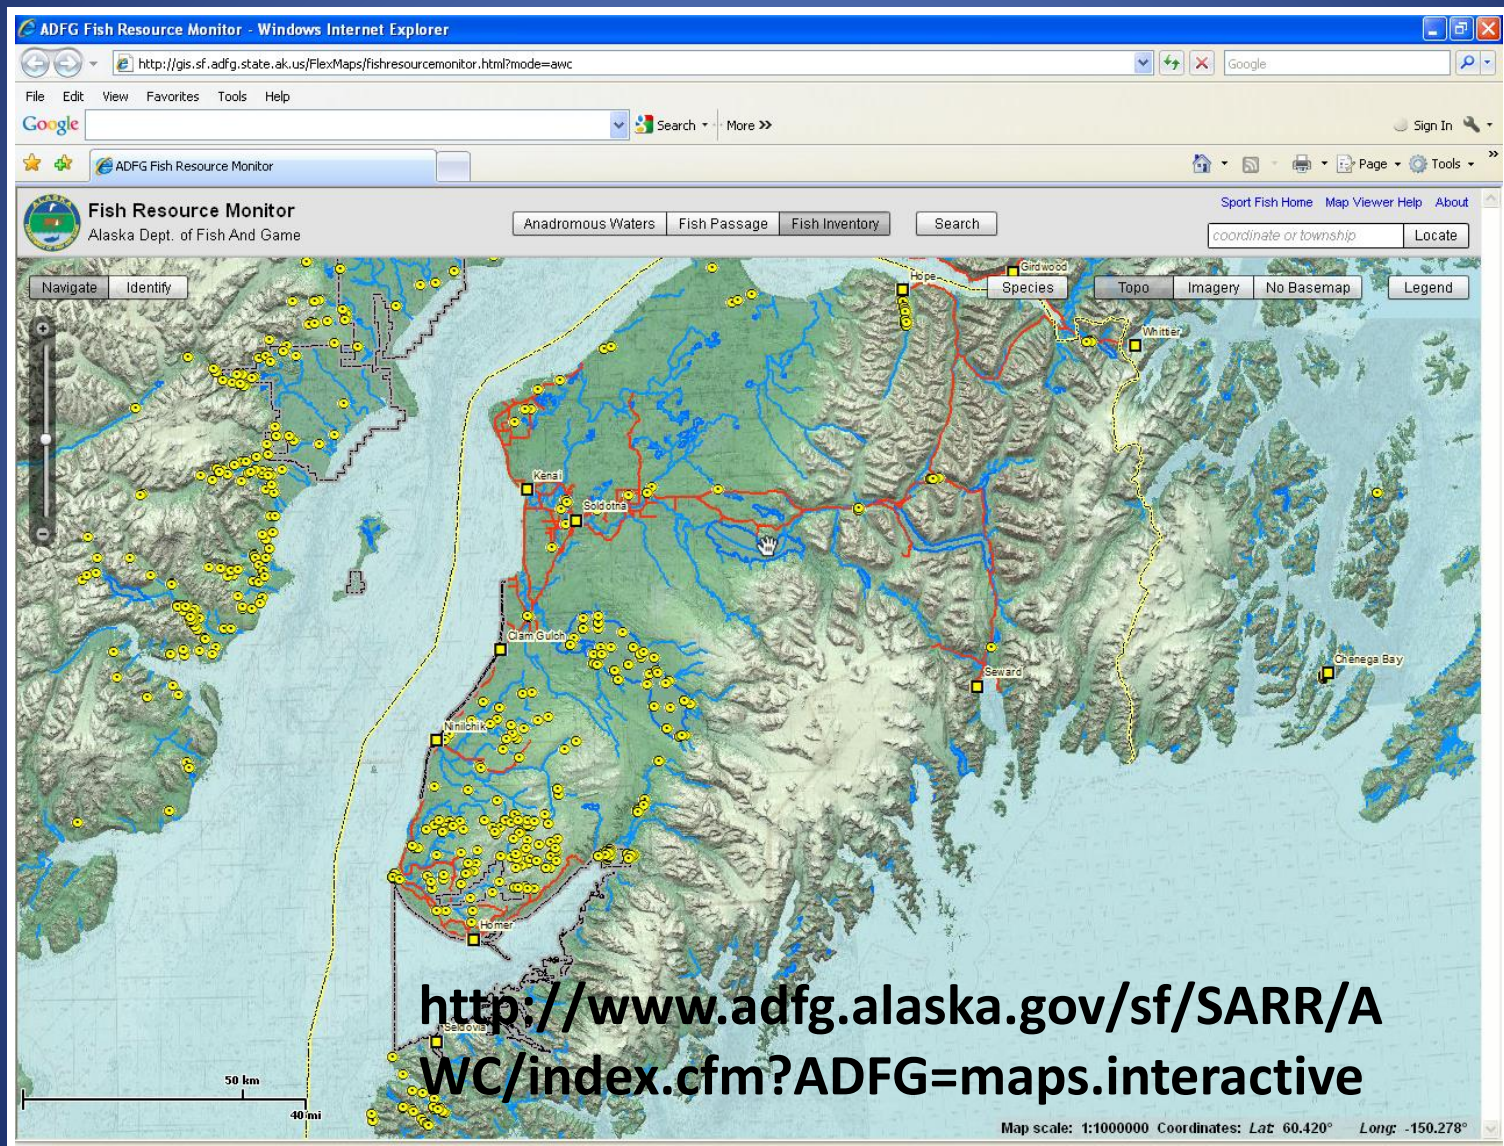 ADFG Fish Resource Monitor - Windows Internet Explorer
http://gis.sf.adfg.state.ak.us/FlexMaps/fishresourcemonitor.html?mode=awc
Google
File Edit View Favorites Tools Help
Google Search More >> Sign In
ADFG Fish Resource Monitor Page Tools >>
Fish Resource Monitor
Alaska Dept. of Fish And Game
Anadromous Waters Fish Passage Fish Inventory Search
Sport Fish Home Map Viewer Help About
coordinate or township Locate
Navigate Identify
Species Topo Imagery No Basemap Legend
Hope
Girdwood
Whitter
Kenai
Soldotna
Clam Gulch
Chenega Bay
Seward
Ninilchik
Homer
Seldovia
http://www.adfg.alaska.gov/sf/SARR/A
WC/index.cfm?ADFG=maps.interactive
50 km
40 mi
Map scale: 1:1000000 Coordinates: Lat: 60.420° Long: -150.278°